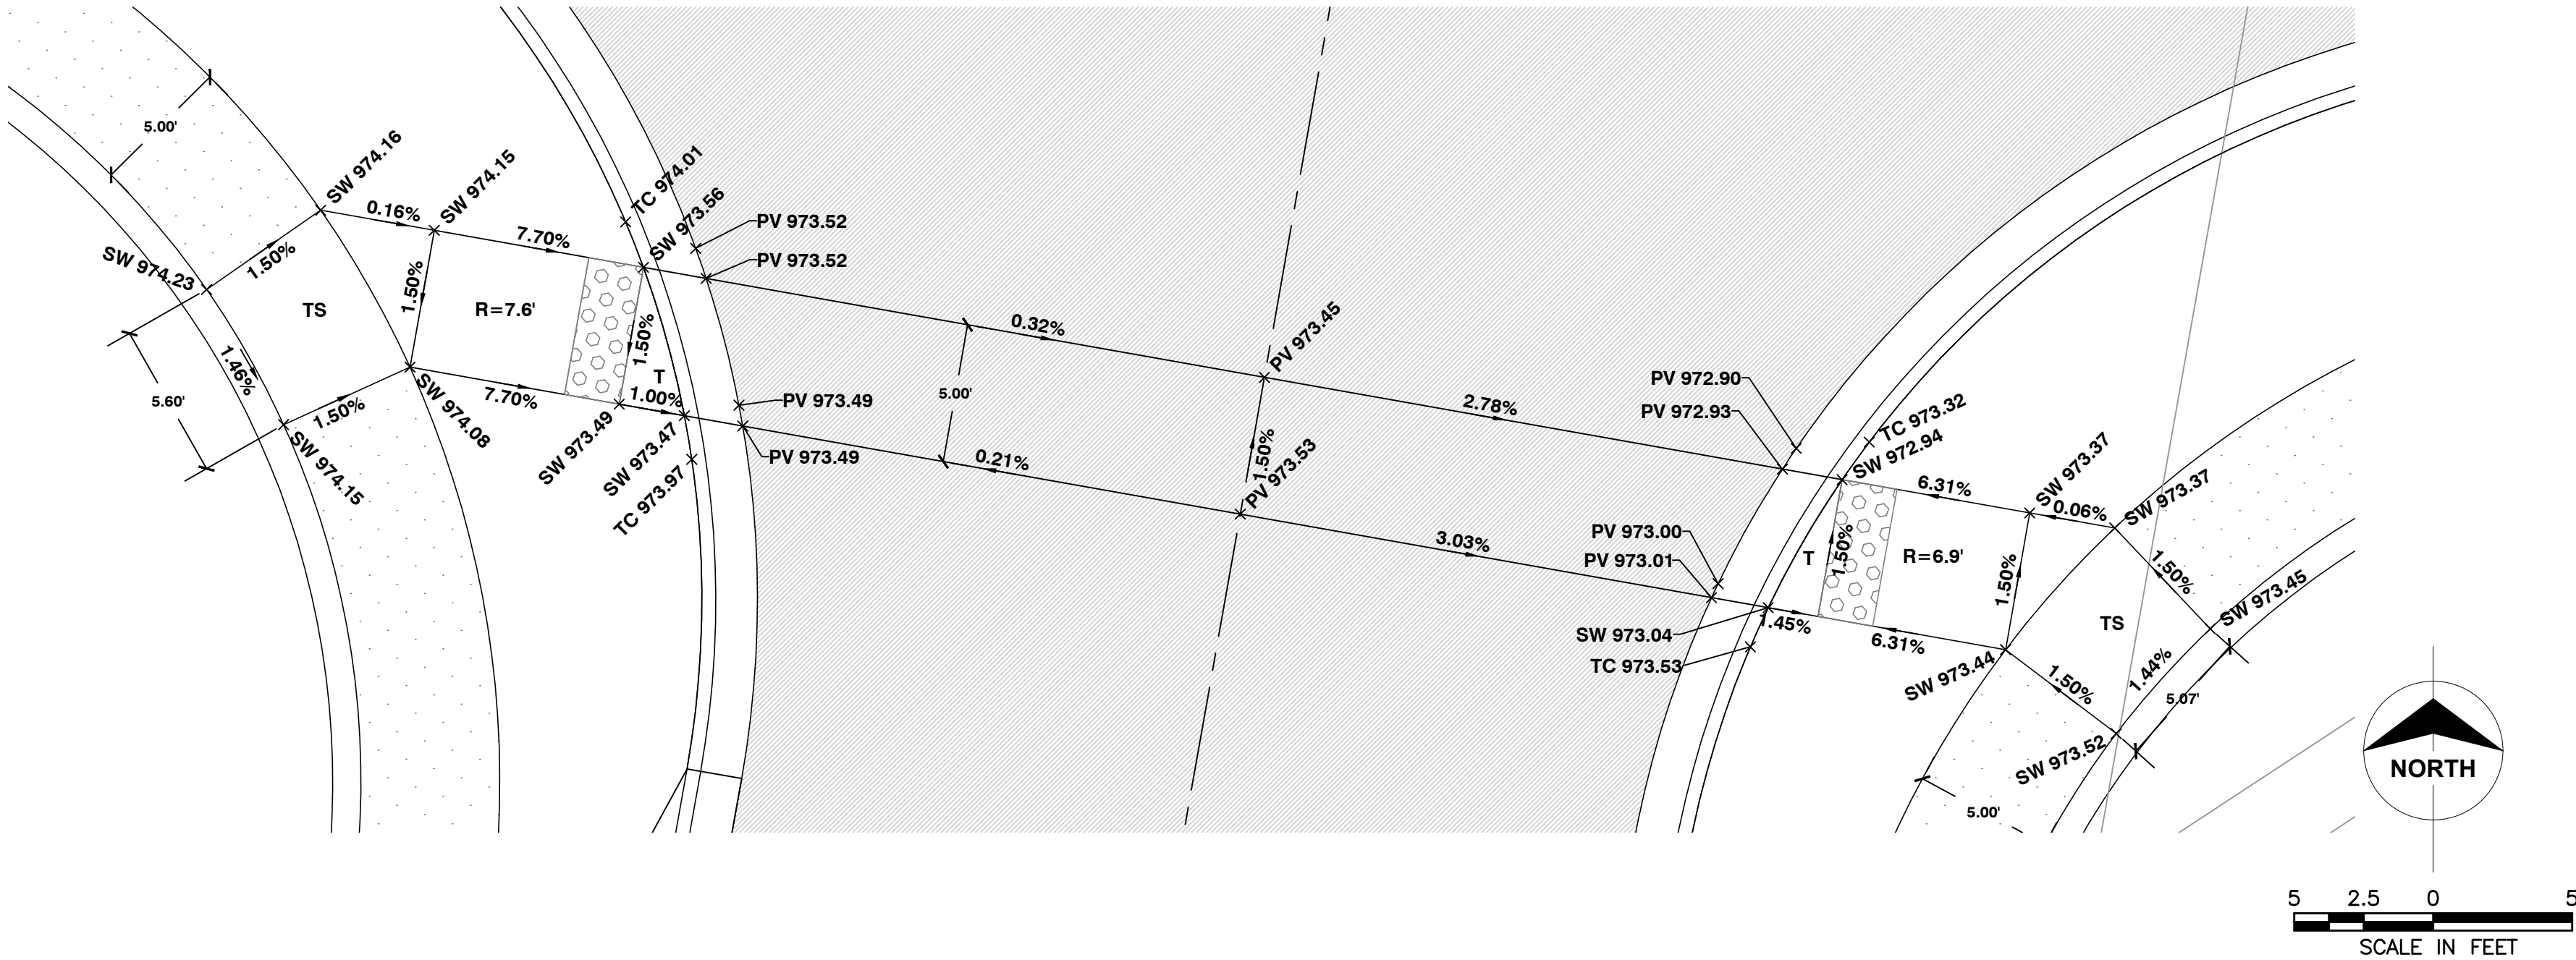 5.00'
SW 974.16
SW 974.15
0.16%
7.70%
TC 974.01
SW 973.56
PV 973.52
PV 973.52
SW 974.23
1.50%
1.50%
TS
R=7.6'
1.50%
T
5.60'
1.46%
1.50%
SW 974.15
SW 974.08
7.70%
1.00%
SW 973.49
SW 973.47
TC 973.97
PV 973.49
PV 973.49
0.32%
5.00'
0.21%
PV 973.45
1.50%
PV 973.53
2.78%
3.03%
PV 972.90
PV 972.93
TC 973.32
SW 972.94
PV 973.00
PV 973.01
SW 973.04
TC 973.53
T
1.50%
R=6.9'
6.31%
SW 973.37
0.06%
SW 973.37
1.50%
1.50%
SW 973.45
TS
1.45%
6.31%
SW 973.44
1.50%
1.44%
5.07'
SW 973.52
5.00'
NORTH
5 2.5 0 5
SCALE IN FEET